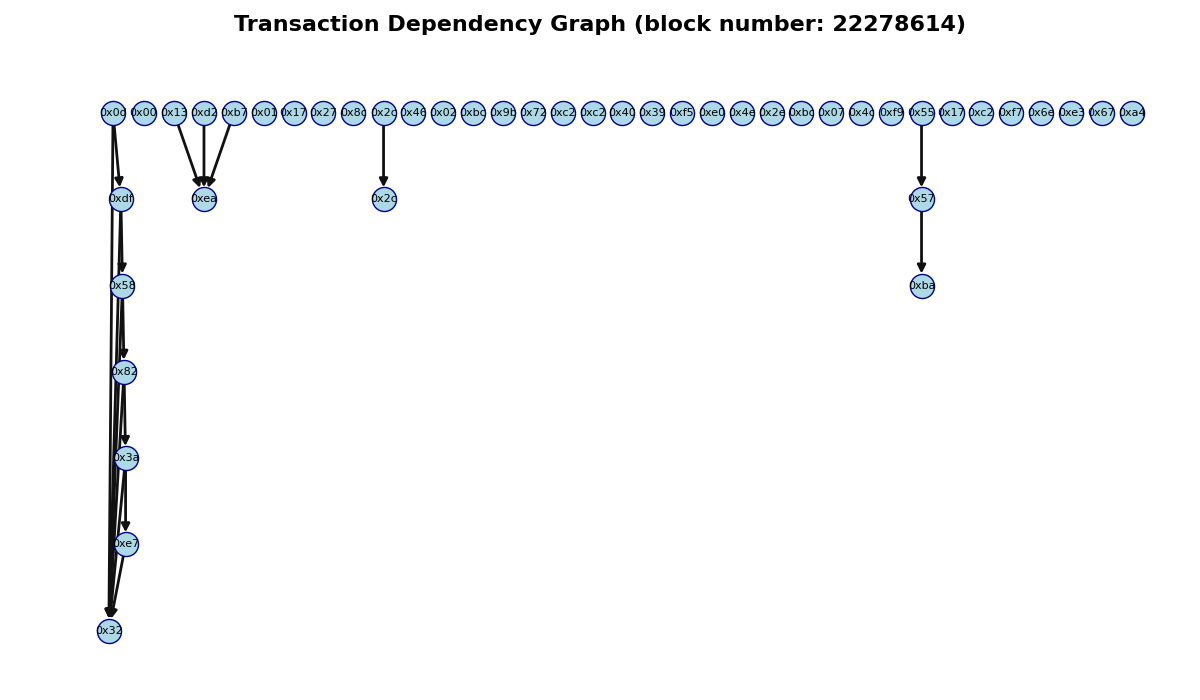 Transaction Dependency Graph (block number: 22278614)
0x0d 0x00 0x13 0xd2 0xb7 0x01 0x17 0x27 0x8c 0x2c 0x46 0x02 0xbc 0x9b 0x72 0xc2 0xc2 0x40 0x39 0xf5 0xe0 0x4e 0x2e 0xbc 0x07 0x4c 0xf9 0x55 0x17 0xc2 0xf7 0x6e 0xe3 0x67 0xa4
0xdf 0xea 0x2c 0x57
0x58 0xba
0x82
0x3a
0xe7
0x32